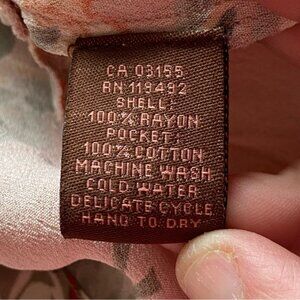 CA 03155
RN 119492
SHELL:
100% RAYON
POCKET:
100% COTTON
MACHINE WASH
COLD WATER
DELICATE CYCLE
HANG TO DRY